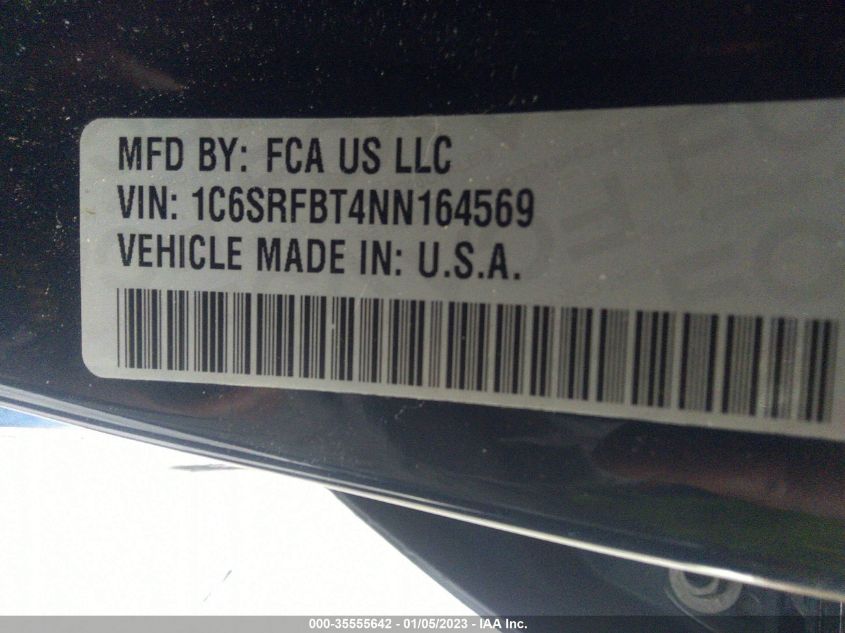 MFD BY: FCA US LLC
VIN: 1C6SRFBT4NN164569
VEHICLE MADE IN: U.S.A.
000-35555642 - 01/05/2023 - IAA Inc.